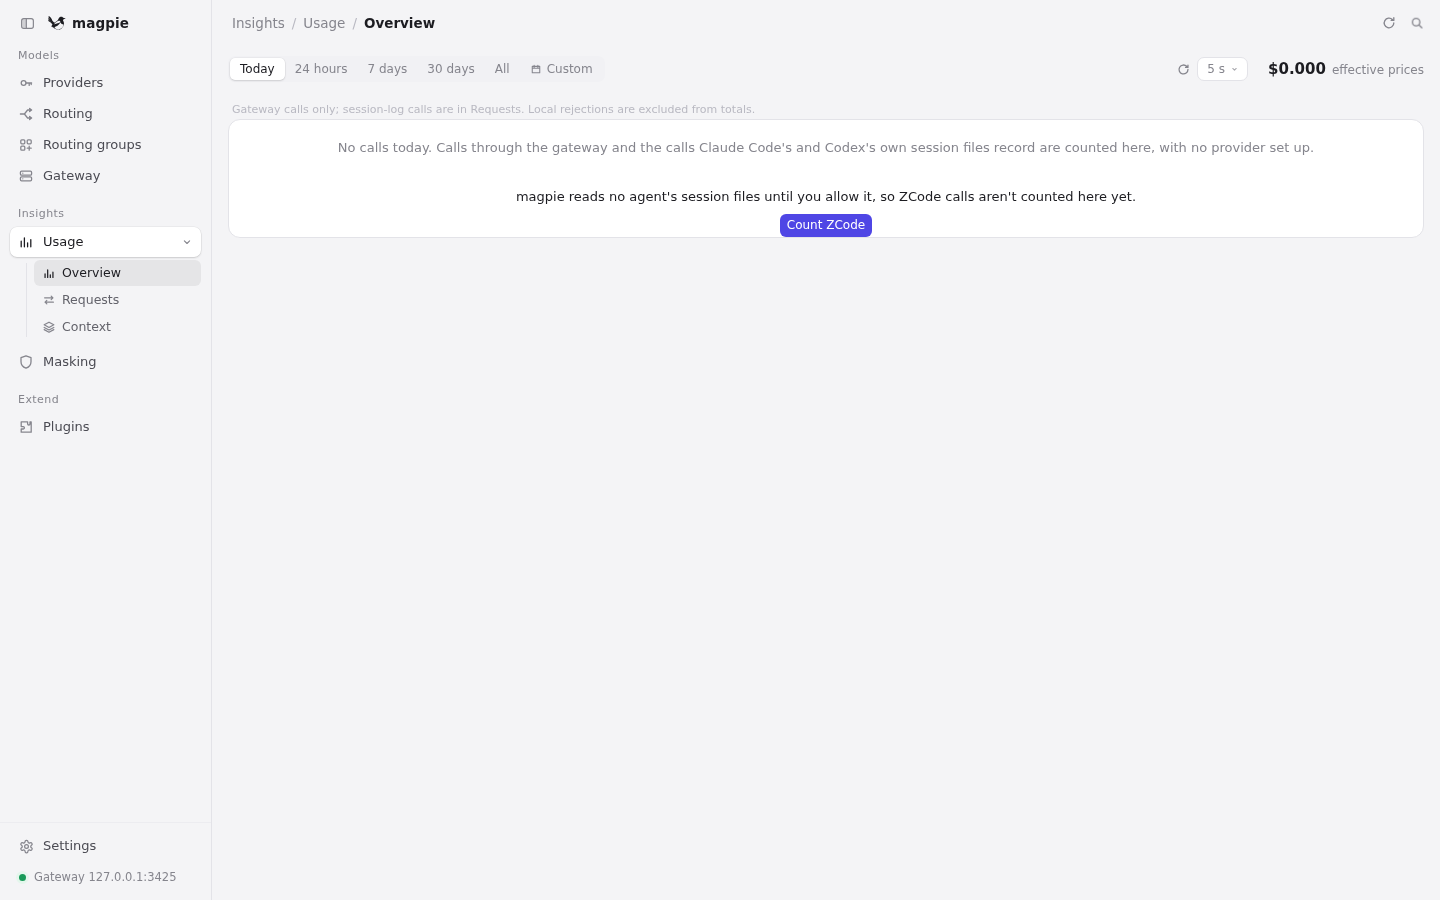 magpie
Models
Providers
Routing
Routing groups
Gateway
Insights
Usage
Overview
Requests
Context
Masking
Extend
Plugins
Settings
Gateway 127.0.0.1:3425
Insights / Usage / Overview
Today 24 hours 7 days 30 days All Custom
5 s $0.000 effective prices
Gateway calls only; session-log calls are in Requests. Local rejections are excluded from totals.
No calls today. Calls through the gateway and the calls Claude Code's and Codex's own session files record are counted here, with no provider set up.
magpie reads no agent's session files until you allow it, so ZCode calls aren't counted here yet.
Count ZCode